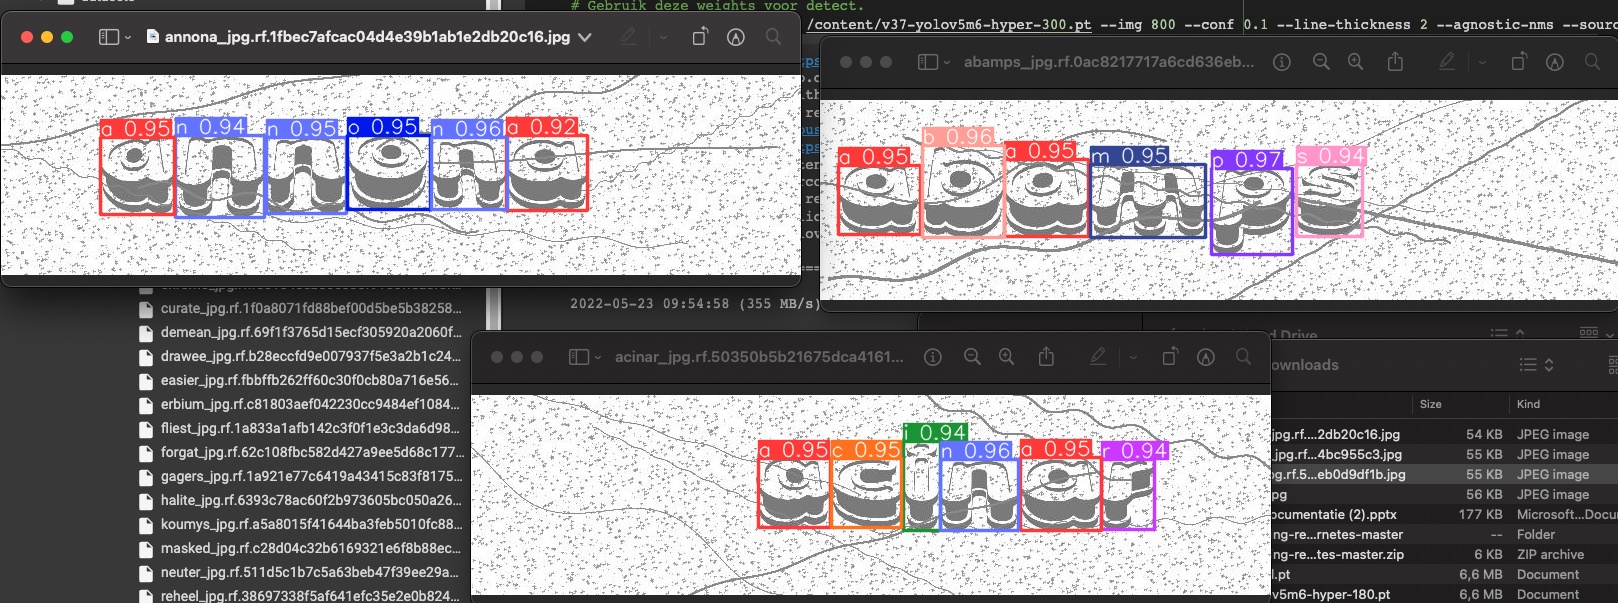 # Gebruik deze weights voor detect.
/content/v37-yolov5m6-hyper-300.pt --img 800 --conf 0.1 --line-thickness 2 --agnostic-nms --sourc
annona_jpg.rf.1fbec7afcac04d4e39b1ab1e2db20c16.jpg
a 0.95 n 0.94 n 0.95 o 0.95 n 0.96 a 0.92
annona
abamps_jpg.rf.0ac8217717a6cd636eb...
a 0.95 b 0.96 a 0.95 m 0.95 p 0.97 s 0.94
abamps
2022-05-23 09:54:58 (355 MB/s)
curate_jpg.rf.1f0a8071fd88bef00d5be5b38258...
demean_jpg.rf.69f1f3765d15ecf305920a2060f...
drawee_jpg.rf.b28eccfd9e007937f5e3a2b1c24...
easier_jpg.rf.fbbffb262ff60c30f0cb80a716e56...
erbium_jpg.rf.c81803aef042230cc9484ef1084...
fliest_jpg.rf.1a833a1afb142c3f0f1e3c3da6d98...
forgat_jpg.rf.62c108fbc582d427a9ee5d68c177...
gagers_jpg.rf.1a921e77c6419a43415c83f8175...
halite_jpg.rf.6393c78ac60f2b973605bc050a26...
koumys_jpg.rf.a5a8015f41644ba3feb5010fc88...
masked_jpg.rf.c28d04c32b6169321e6f8b88ec...
neuter_jpg.rf.511d5c1b7c5a63beb47f39ee29a...
reheel_jpg.rf.38697338f5af641efc35e2e0b824...
acinar_jpg.rf.50350b5b21675dca4161...
a 0.95 c 0.95 i 0.94 n 0.96 a 0.95 r 0.94
acinar
Drive
ownloads
Size Kind
jpg.rf....2db20c16.jpg 54 KB JPEG image
jpg.rf...4bc955c3.jpg 55 KB JPEG image
g.rf.5...eb0d9df1b.jpg 55 KB JPEG image
pg 56 KB JPEG image
ocumentatie (2).pptx 177 KB Microsoft...Docu
ng-re...rnetes-master -- Folder
ng-re...tes-master.zip 6 KB ZIP archive
l.pt 6,6 MB Document
v5m6-hyper-180.pt 6,6 MB Document